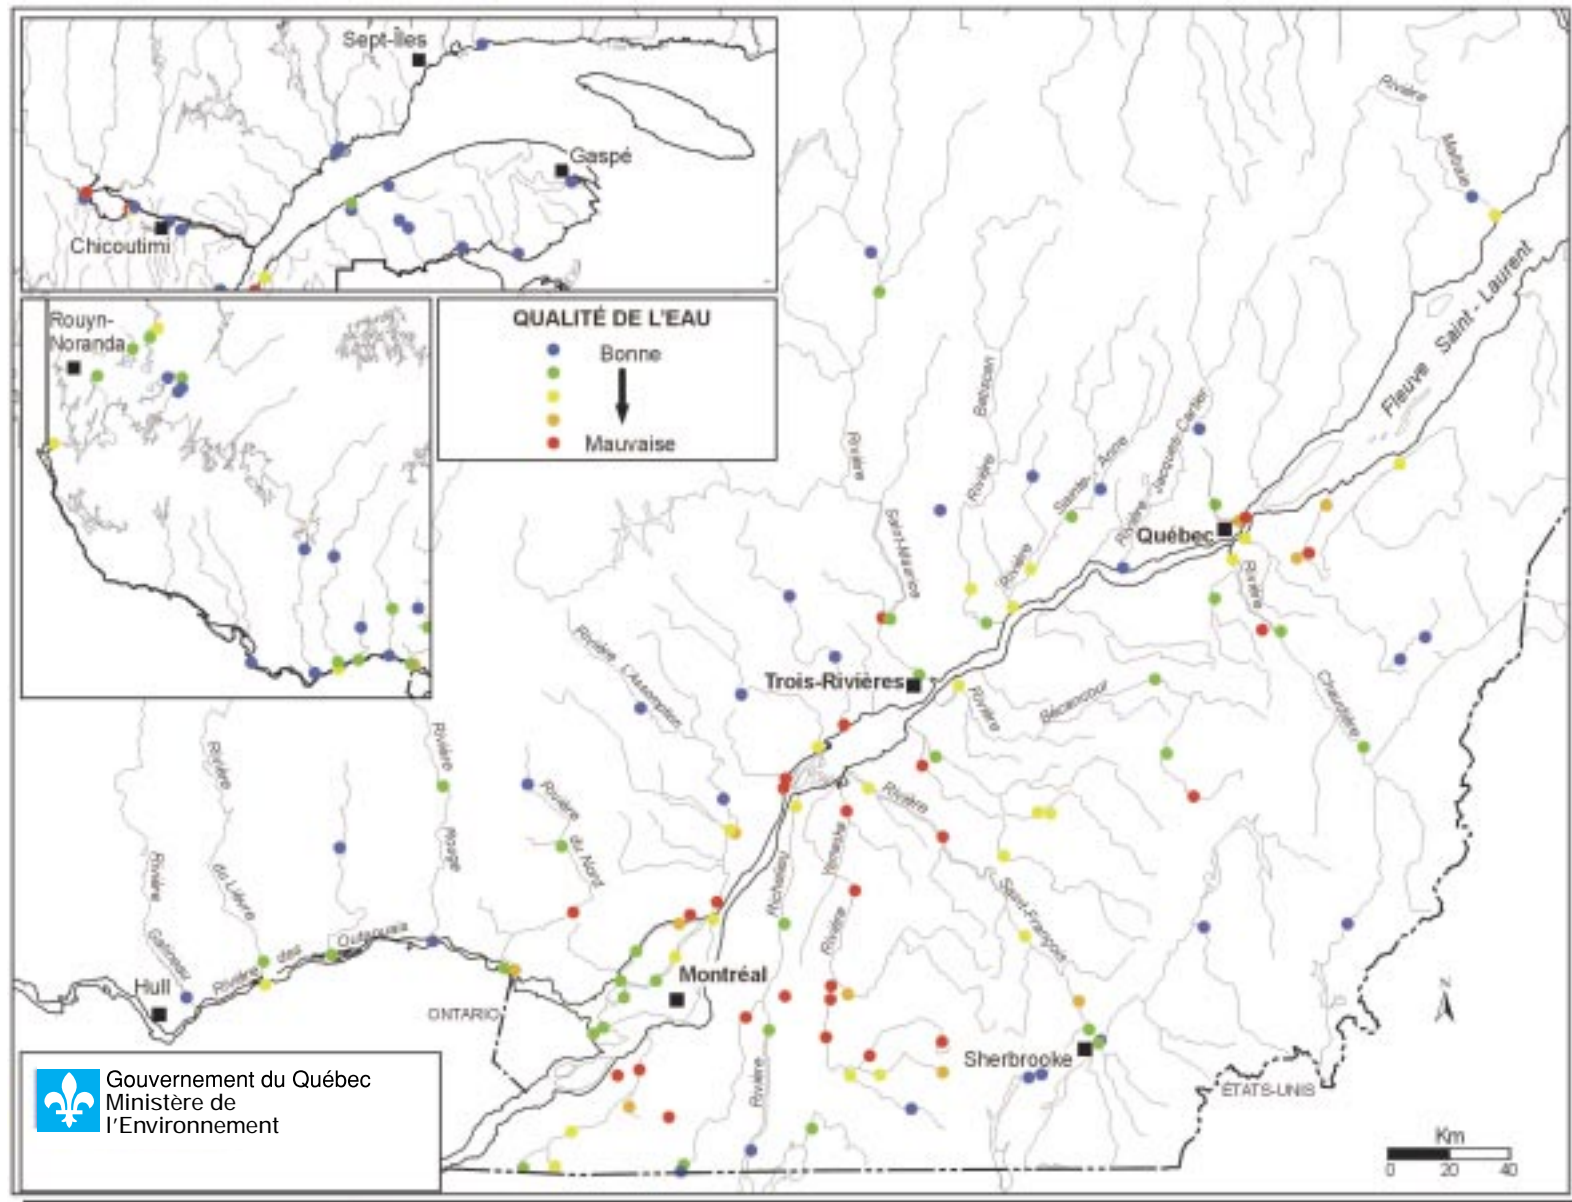 Sept-Îles
Gaspé
Chicoutimi
Rouyn-
Noranda
QUALITÉ DE L'EAU
Bonne
Mauvaise
Rivière
Malbaie
Fleuve Saint-Laurent
Rivière
Saint-Maurice
Rivière
Batiscan
Rivière
Sainte-Anne
Rivière Jacques-Cartier
Québec
Rivière
Chaudière
Rivière L'Assomption
Trois-Rivières
Rivière
Bécancour
Rivière
Saint-François
Rivière
Yamaska
Rivière
Richelieu
Rivière
du Nord
Rivière
Rouge
Rivière
du Lièvre
Rivière
Gatineau
Rivière des Outaouais
Hull
Montréal
ONTARIO
Sherbrooke
ÉTATS-UNIS
Gouvernement du Québec
Ministère de
l'Environnement
N
Km
0 20 40